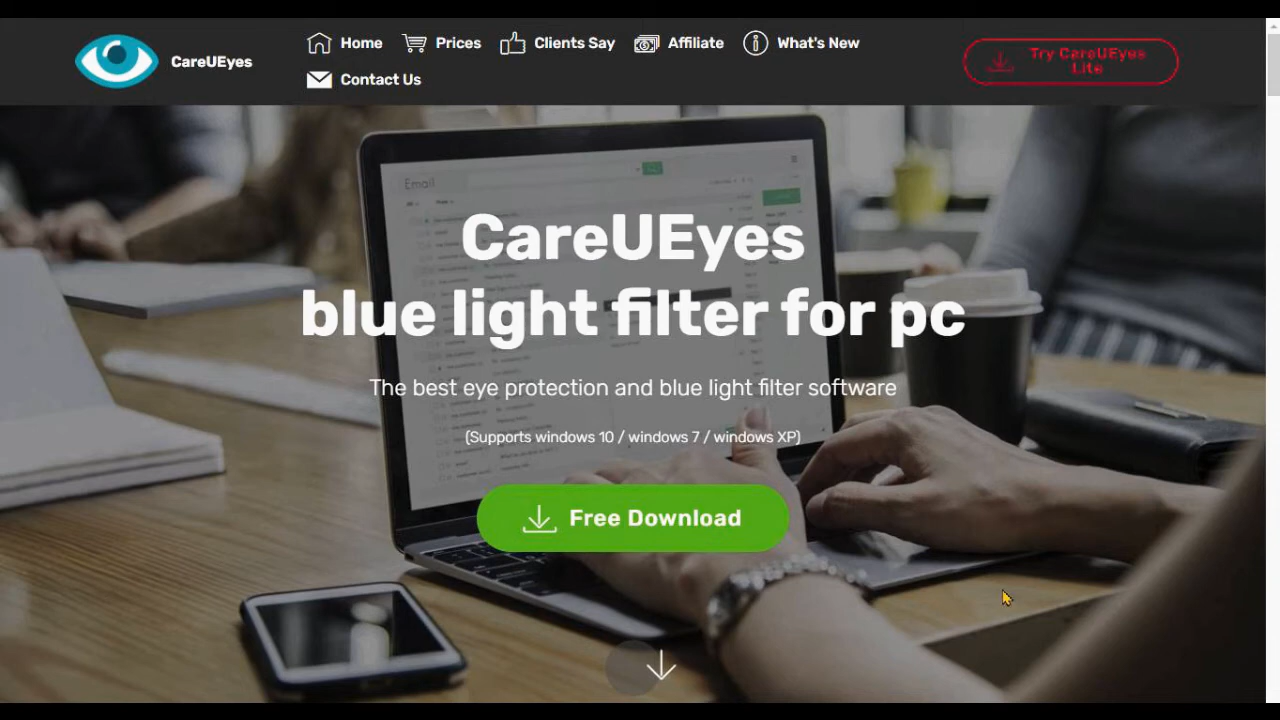 CareUEyes
Home
Prices
Clients Say
Affiliate
What's New
Contact Us
Try CareUEyes
Lite
Email
CareUEyes
blue light filter for pc
The best eye protection and blue light filter software
(Supports windows 10 / windows 7 / windows XP)
Free Download